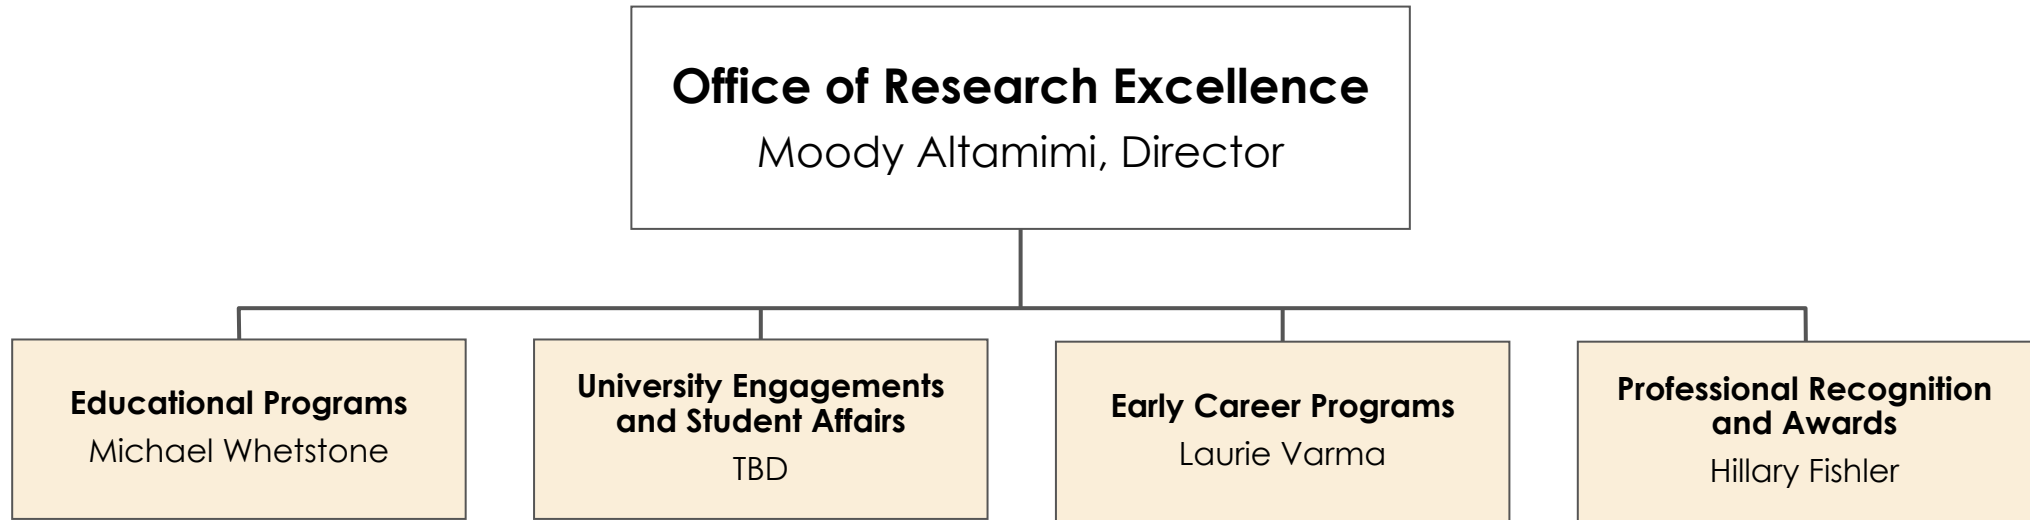 Office of Research Excellence
Moody Altamimi, Director
Educational Programs
Michael Whetstone
University Engagements
and Student Affairs
TBD
Early Career Programs
Laurie Varma
Professional Recognition
and Awards
Hillary Fishler